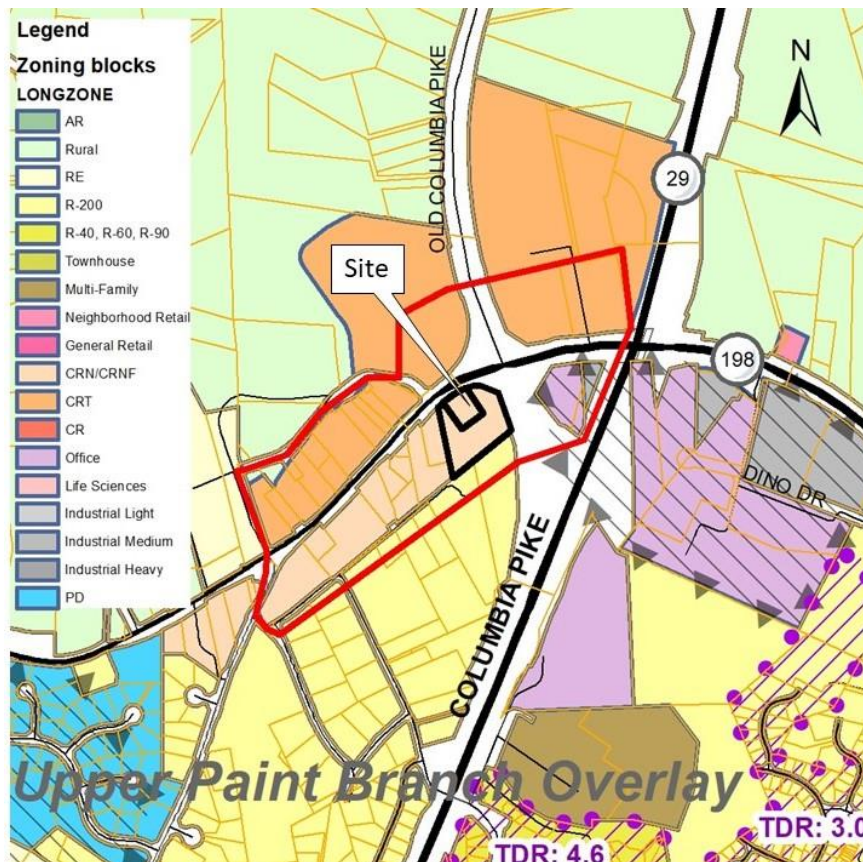 Legend
Zoning blocks
LONGZONE
AR
Rural
RE
R-200
R-40, R-60, R-90
Townhouse
Multi-Family
Neighborhood Retail
General Retail
CRN/CRNF
CRT
CR
Office
Life Sciences
Industrial Light
Industrial Medium
Industrial Heavy
PD
N
OLD COLUMBIA PIKE
29
Site
198
DINO DR
COLUMBIA PIKE
Upper Paint Branch Overlay
TDR: 3.0
TDR: 4.6